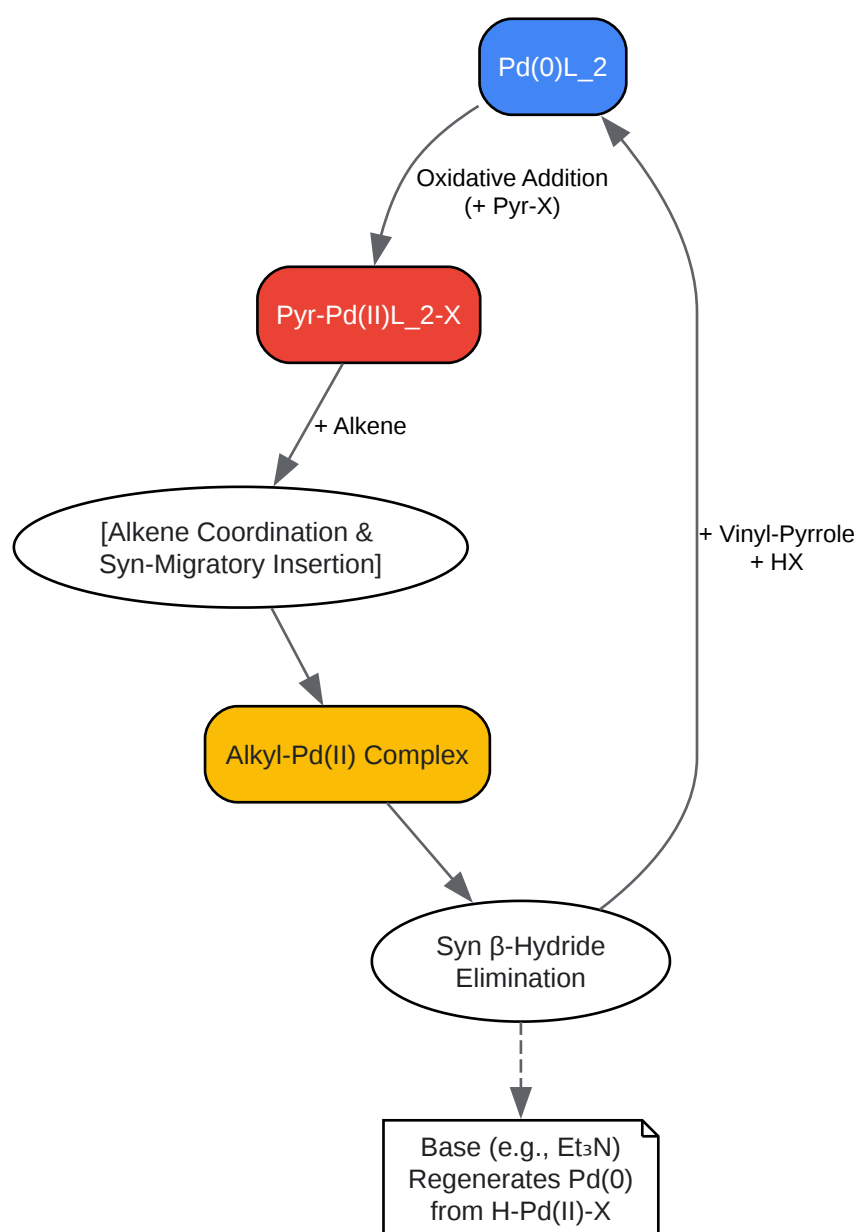 Pd(0)L_2
Oxidative Addition
(+ Pyr-X)
Pyr-Pd(II)L_2-X
+ Alkene
[Alkene Coordination &
Syn-Migratory Insertion]
+ Vinyl-Pyrrole
+ HX
Alkyl-Pd(II) Complex
Syn β-Hydride
Elimination
Base (e.g., Et₃N)
Regenerates Pd(0)
from H-Pd(II)-X